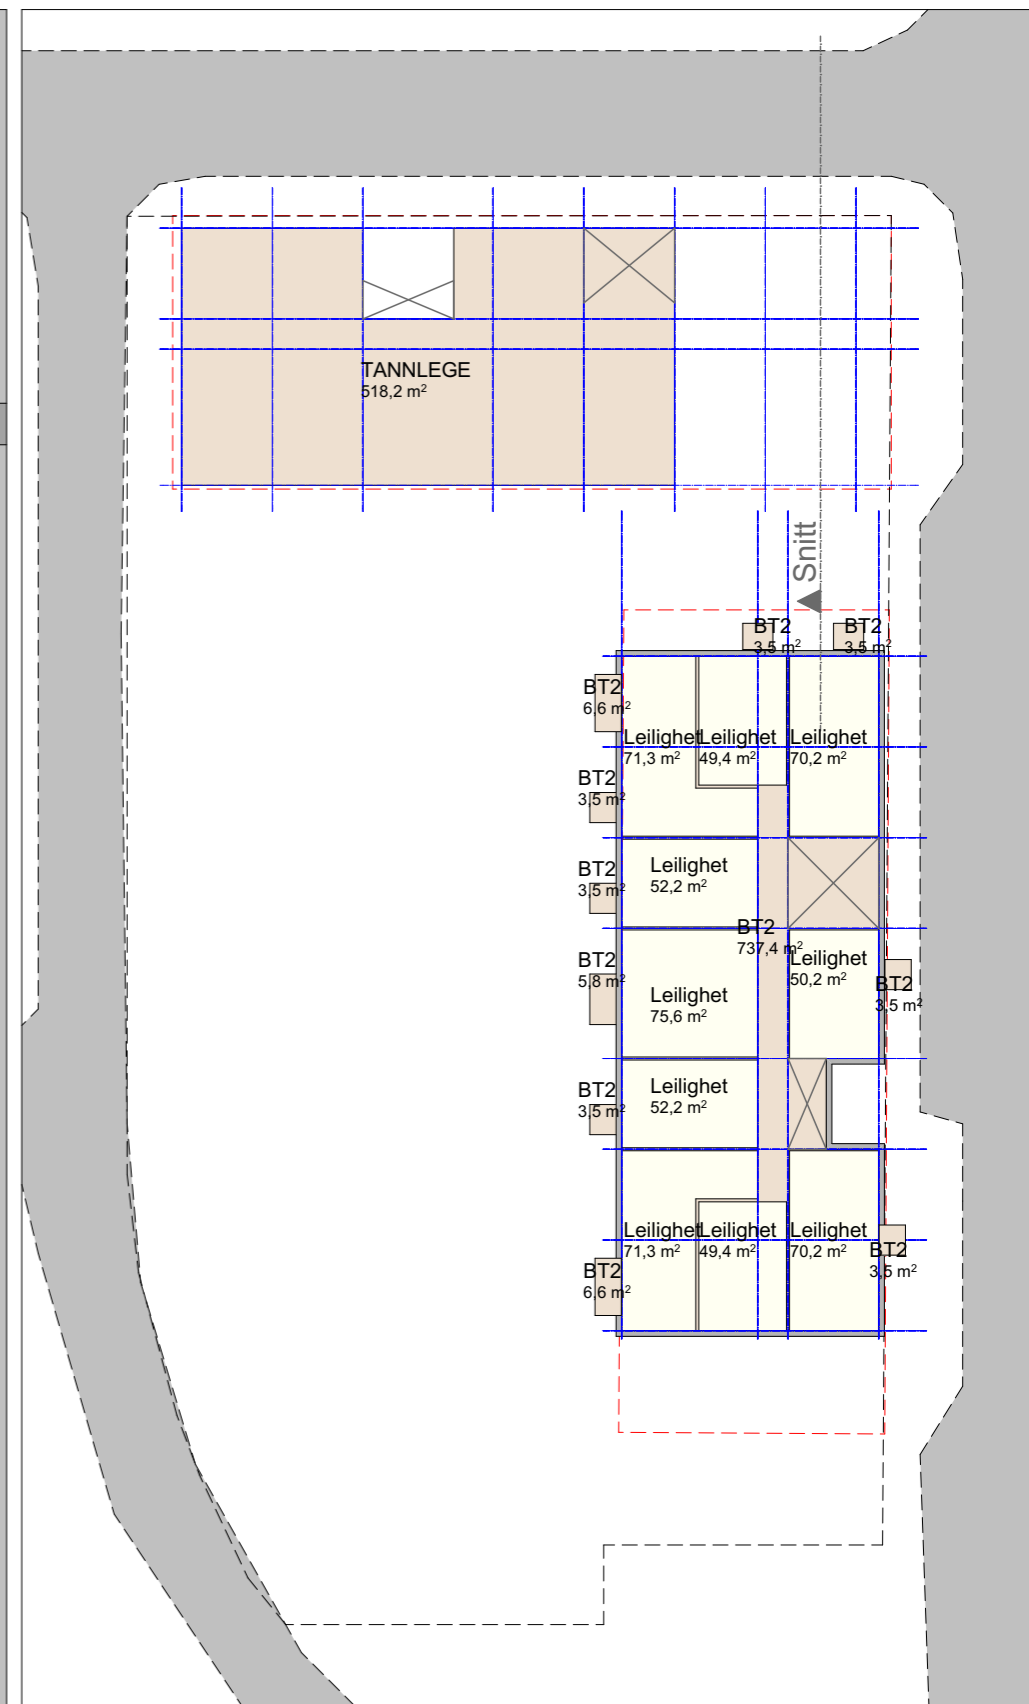 TANNLEGE
518,2 m²
Snitt
BT2
3,5 m²
BT2
3,5 m²
BT2
6,6 m²
Leilighet
71,3 m²
Leilighet
49,4 m²
Leilighet
70,2 m²
BT2
3,5 m²
Leilighet
52,2 m²
BT2
3,5 m²
BT2
737,4 m²
BT2
5,8 m²
Leilighet
50,2 m²
BT2
3,5 m²
Leilighet
75,6 m²
Leilighet
52,2 m²
BT2
3,5 m²
Leilighet
71,3 m²
Leilighet
49,4 m²
Leilighet
70,2 m²
BT2
3,5 m²
BT2
6,6 m²